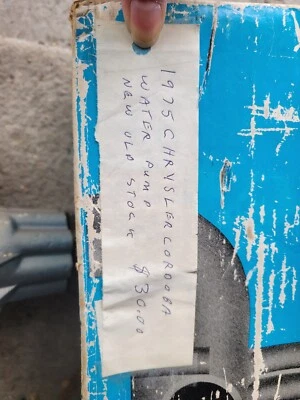 1975 CHRYSLER CORDOBA
WATER PUMP
NEW OLD STOCK $30.00